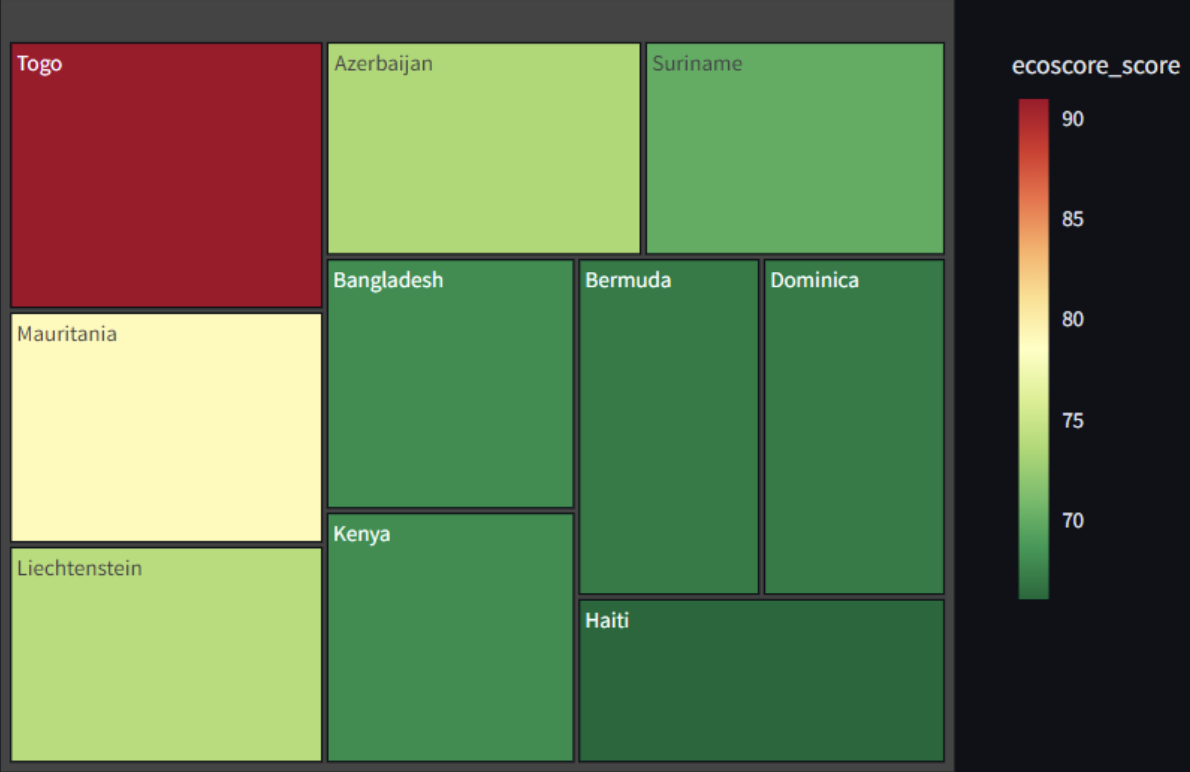 Togo
Azerbaijan
Suriname
ecoscore_score
90
85
80
75
70
Bangladesh
Bermuda
Dominica
Mauritania
Kenya
Liechtenstein
Haiti